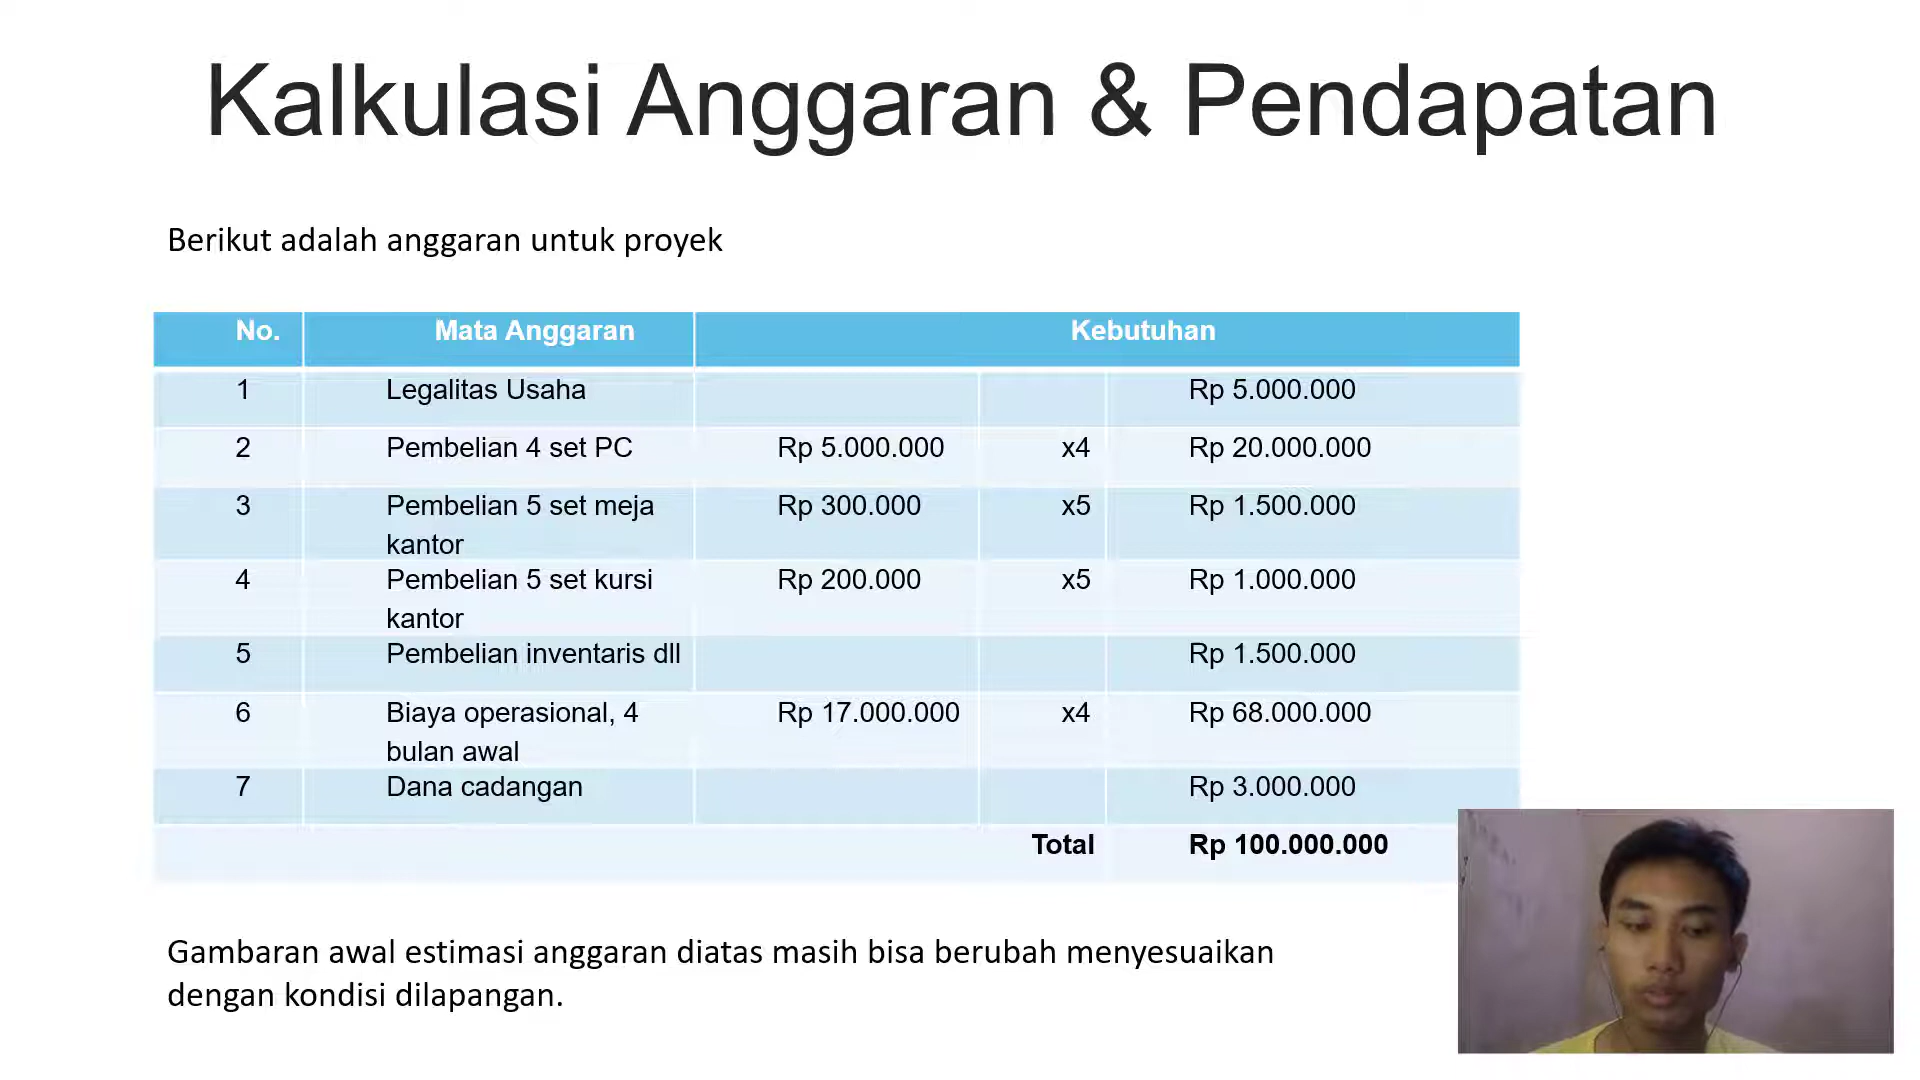 Kalkulasi Anggaran & Pendapatan
Berikut adalah anggaran untuk proyek
No. Mata Anggaran Kebutuhan
1 Legalitas Usaha Rp 5.000.000
2 Pembelian 4 set PC Rp 5.000.000 x4 Rp 20.000.000
3 Pembelian 5 set meja Rp 300.000 x5 Rp 1.500.000
kantor
4 Pembelian 5 set kursi Rp 200.000 x5 Rp 1.000.000
kantor
5 Pembelian inventaris dll Rp 1.500.000
6 Biaya operasional, 4 Rp 17.000.000 x4 Rp 68.000.000
bulan awal
7 Dana cadangan Rp 3.000.000
Total Rp 100.000.000
Gambaran awal estimasi anggaran diatas masih bisa berubah menyesuaikan
dengan kondisi dilapangan.